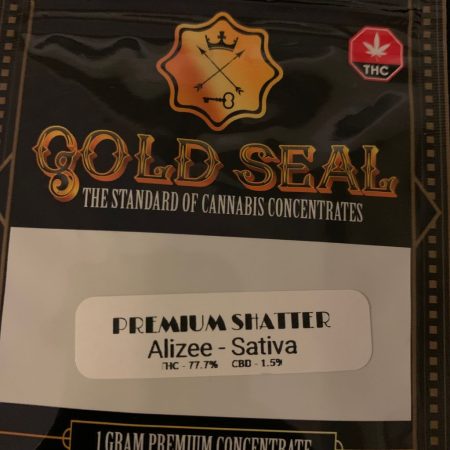 THC
GOLD SEAL
THE STANDARD OF CANNABIS CONCENTRATES
PREMIUM SHATTER
Alizee - Sativa
THC - 77.7% CBD - 1.5%
1 GRAM PREMIUM CONCENTRATE